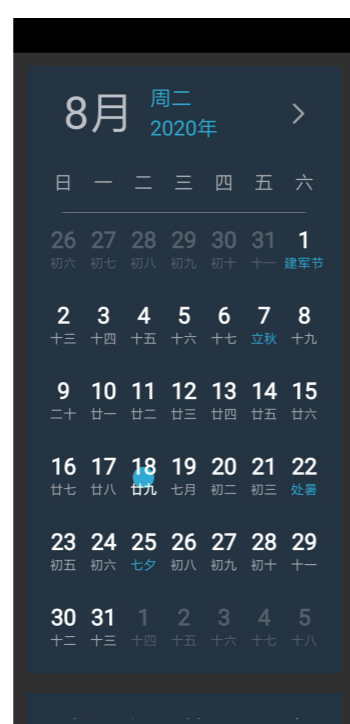 8月
周二
2020年
日 一 二 三 四 五 六
26 27 28 29 30 31 1
初六 初七 初八 初九 初十 十一 建军节
2 3 4 5 6 7 8
十三 十四 十五 十六 十七 立秋 十九
9 10 11 12 13 14 15
二十 廿一 廿二 廿三 廿四 廿五 廿六
16 17 18 19 20 21 22
廿七 廿八 廿九 七月 初二 初三 处暑
23 24 25 26 27 28 29
初五 初六 七夕 初八 初九 初十 十一
30 31 1 2 3 4 5
十二 十三 十四 十五 十六 十七 十八